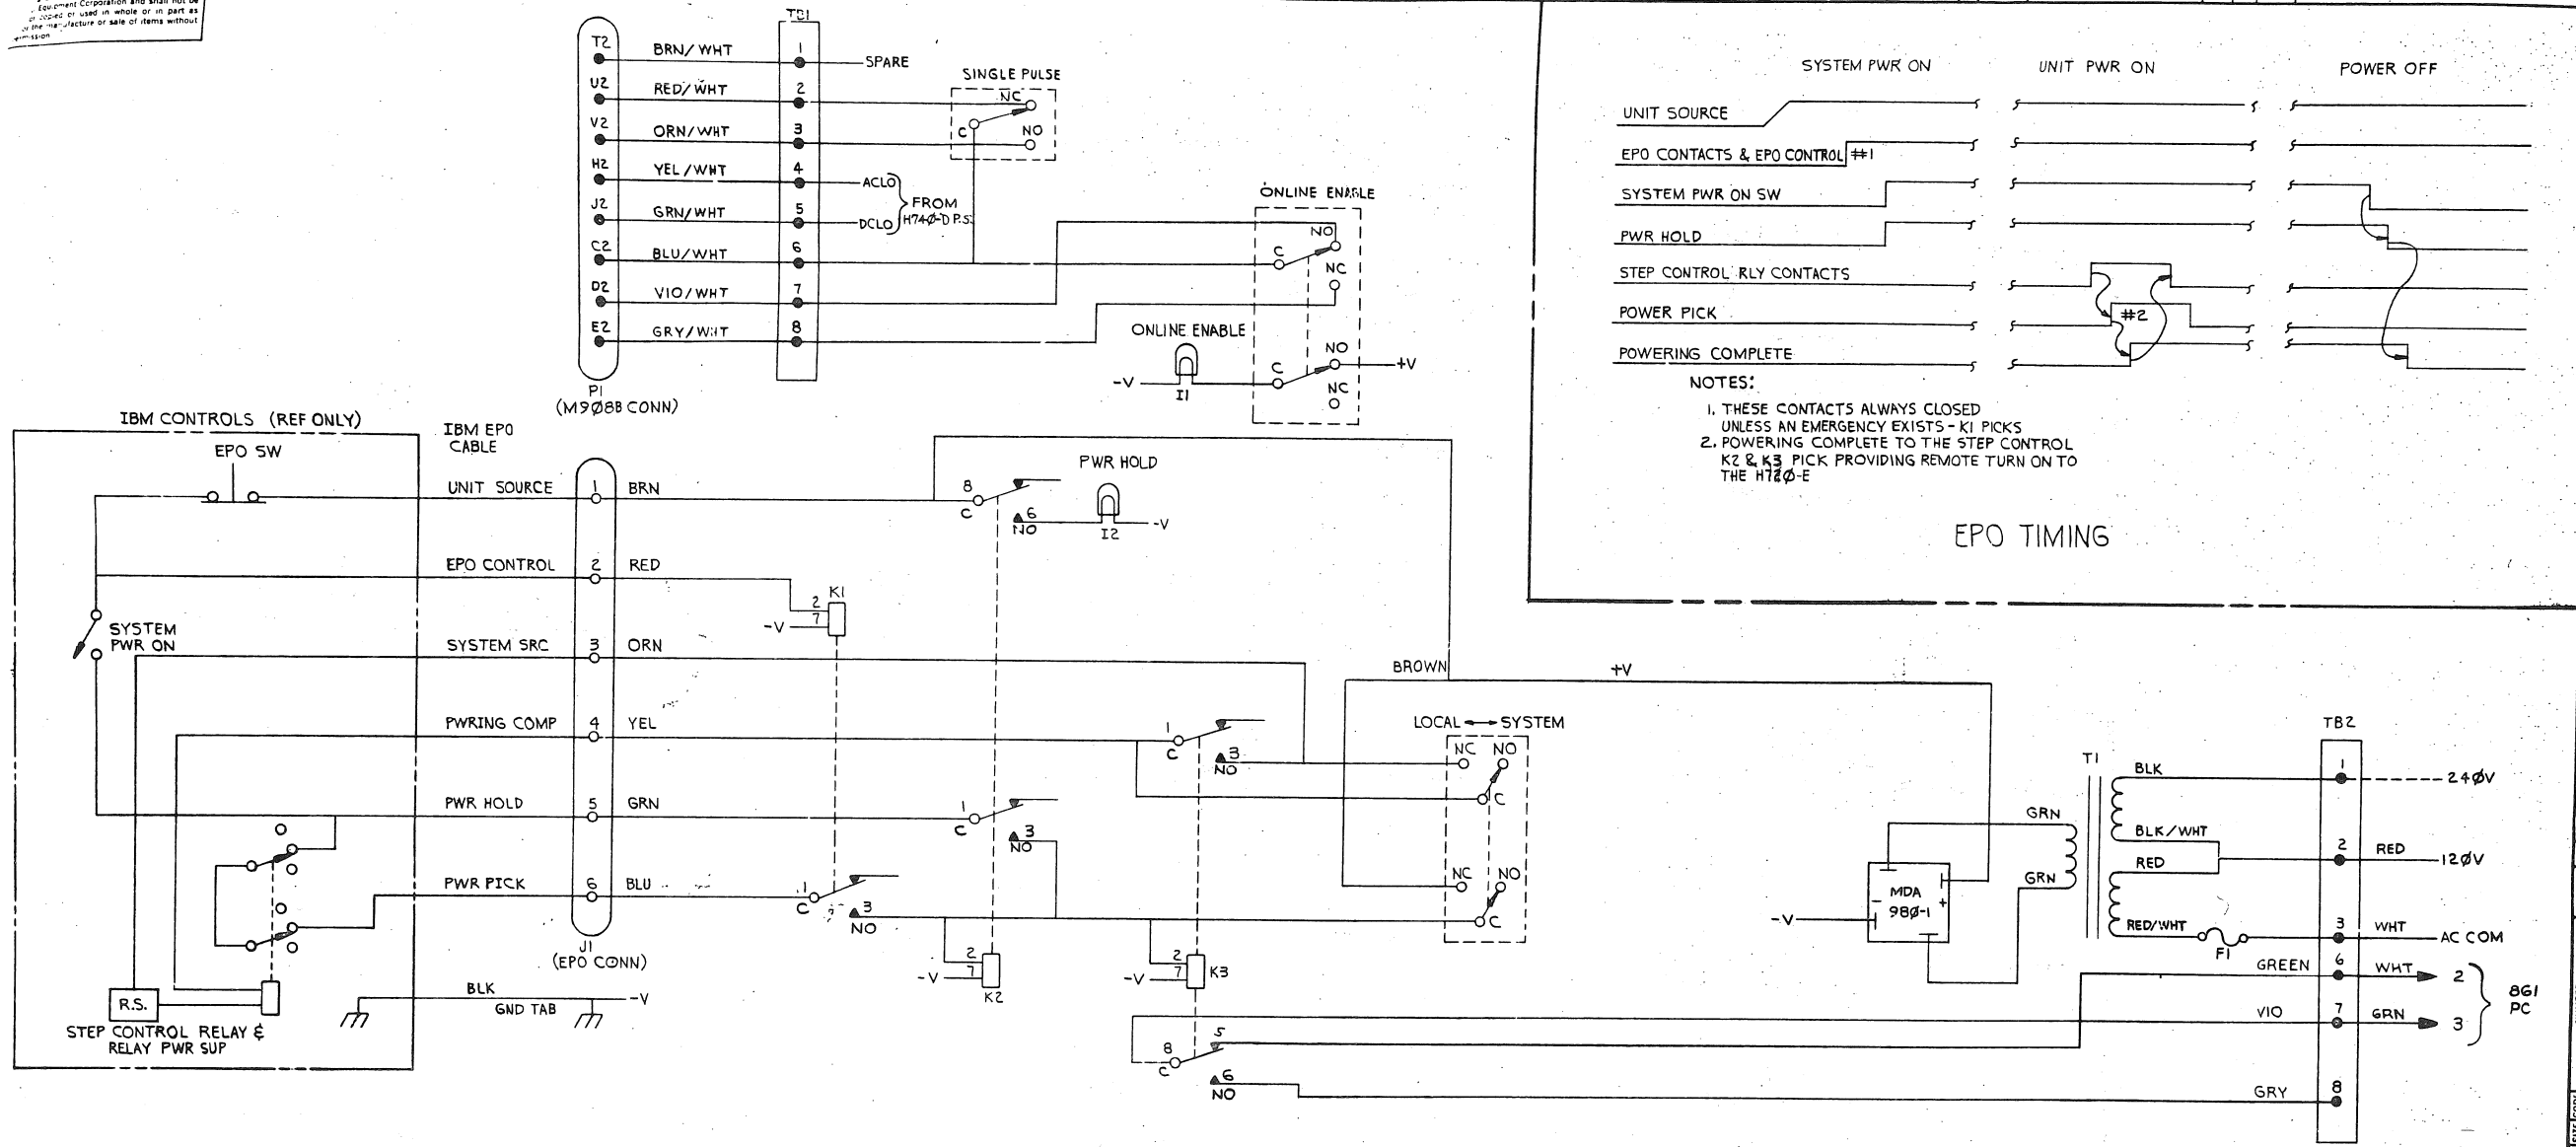 Equipment Corporation and shall not be
or copied or used in whole or in part as
the manufacture or sale of items without
TB1
T2 BRN/WHT 1 SPARE
U2 RED/WHT 2
V2 ORN/WHT 3
H2 YEL/WHT 4 ACLO
J2 GRN/WHT 5 DCLO
FROM
H74Ø-D P.S.
C2 BLU/WHT 6
D2 VIO/WHT 7
E2 GRY/WHT 8
P1
(M9Ø8B CONN)
SINGLE PULSE
NC
C
NO
ONLINE ENABLE
NO
C
NC
ONLINE ENABLE
-V
I1
C
NO
+V
NC
SYSTEM PWR ON
UNIT PWR ON
POWER OFF
UNIT SOURCE
EPO CONTACTS & EPO CONTROL #1
SYSTEM PWR ON SW
PWR HOLD
STEP CONTROL RLY CONTACTS
POWER PICK
#2
POWERING COMPLETE
NOTES:
1. THESE CONTACTS ALWAYS CLOSED
UNLESS AN EMERGENCY EXISTS - K1 PICKS
2. POWERING COMPLETE TO THE STEP CONTROL
K2 & K3 PICK PROVIDING REMOTE TURN ON TO
THE H72Ø-E
EPO TIMING
IBM CONTROLS (REF ONLY)
IBM EPO
CABLE
EPO SW
UNIT SOURCE 1 BRN
EPO CONTROL 2 RED
SYSTEM
PWR ON
SYSTEM SRC 3 ORN
PWRING COMP 4 YEL
PWR HOLD 5 GRN
PWR PICK 6 BLU
J1
(EPO CONN)
BLK
GND TAB
-V
R.S.
STEP CONTROL RELAY &
RELAY PWR SUP
PWR HOLD
8
C
6
NO
I2
-V
K1
2
7
-V
1
C
3
NO
1
C
3
NO
1
C
3
NO
2
7
-V
K2
2
7
-V
K3
8
C
5
6
NO
BROWN
+V
LOCAL ⟷ SYSTEM
NC NO
C
NC NO
C
MDA
98Ø-1
-
+
-V
GRN
GRN
T1
TB2
BLK 1 24ØV
BLK/WHT
RED
2 RED 12ØV
RED/WHT F1 3 WHT AC COM
GREEN 6 WHT 2
VIO 7 GRN 3
861
PC
GRY 8